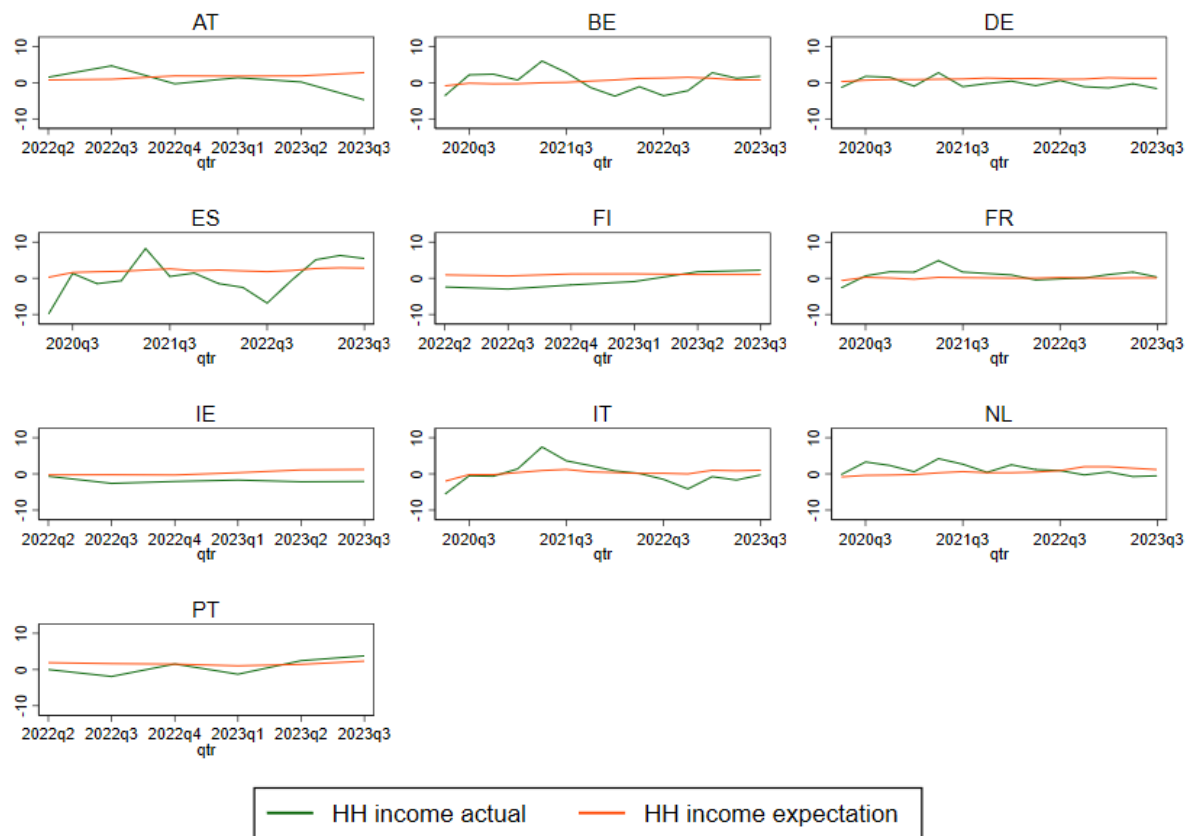 AT BE DE
10 10 10
0 0 0
-10 -10 -10
2022q2 2022q3 2022q4 2023q1 2023q2 2023q3 2020q3 2021q3 2022q3 2023q3 2020q3 2021q3 2022q3 2023q3
qtr qtr qtr
ES FI FR
10 10 10
0 0 0
-10 -10 -10
2020q3 2021q3 2022q3 2023q3 2022q2 2022q3 2022q4 2023q1 2023q2 2023q3 2020q3 2021q3 2022q3 2023q3
qtr qtr qtr
IE IT NL
10 10 10
0 0 0
-10 -10 -10
2022q2 2022q3 2022q4 2023q1 2023q2 2023q3 2020q3 2021q3 2022q3 2023q3 2020q3 2021q3 2022q3 2023q3
qtr qtr qtr
PT
10
0
-10
2022q2 2022q3 2022q4 2023q1 2023q2 2023q3
qtr
HH income actual HH income expectation